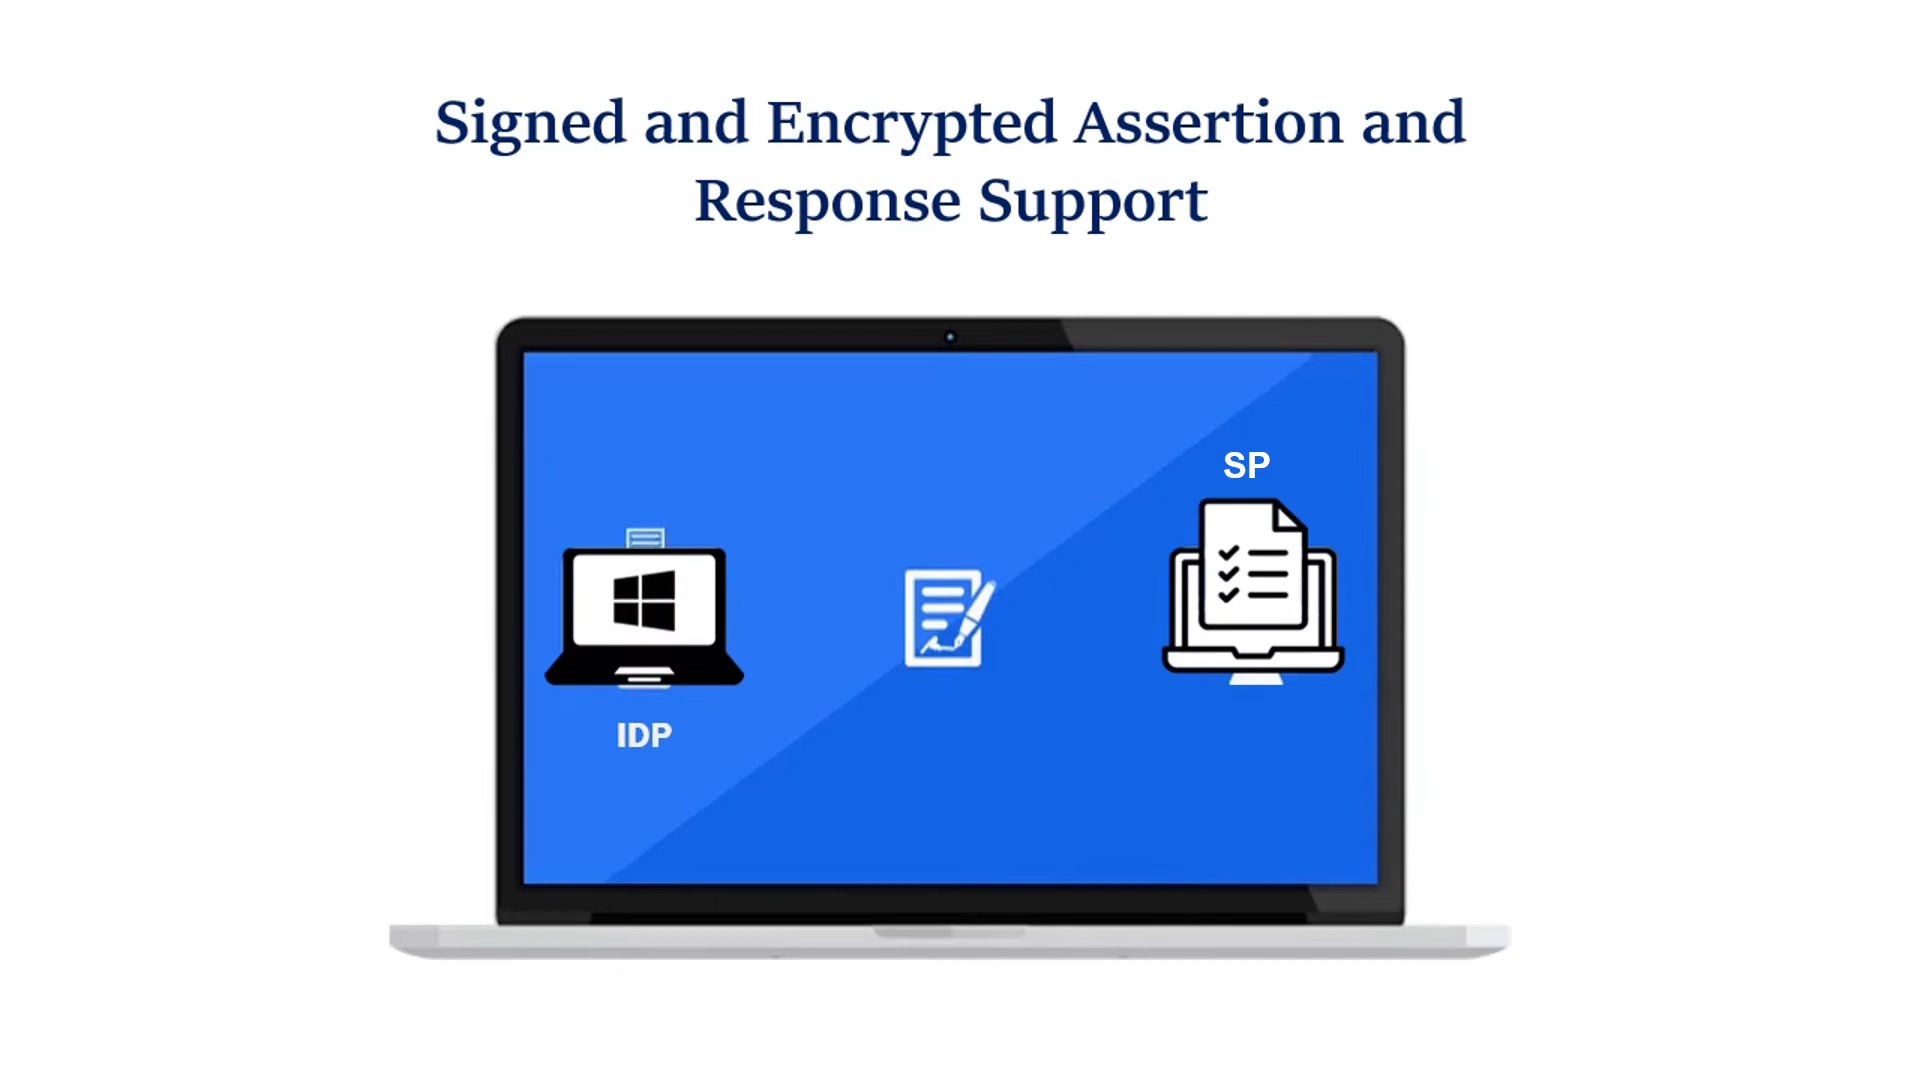 Signed and Encrypted Assertion and
Response Support
SP
IDP